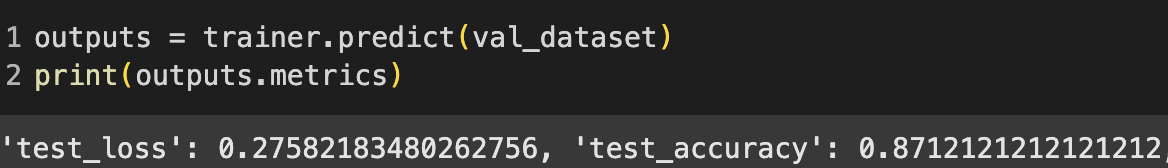 1 outputs = trainer.predict(val_dataset)
2 print(outputs.metrics)
'test_loss': 0.27582183480262756, 'test_accuracy': 0.8712121212121212,